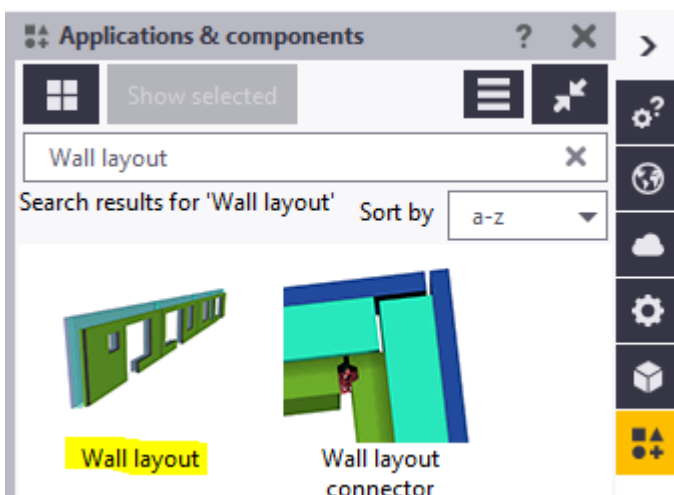 Applications & components ?
Show selected
Wall layout
Search results for 'Wall layout' Sort by a-z
Wall layout
Wall layout
connector